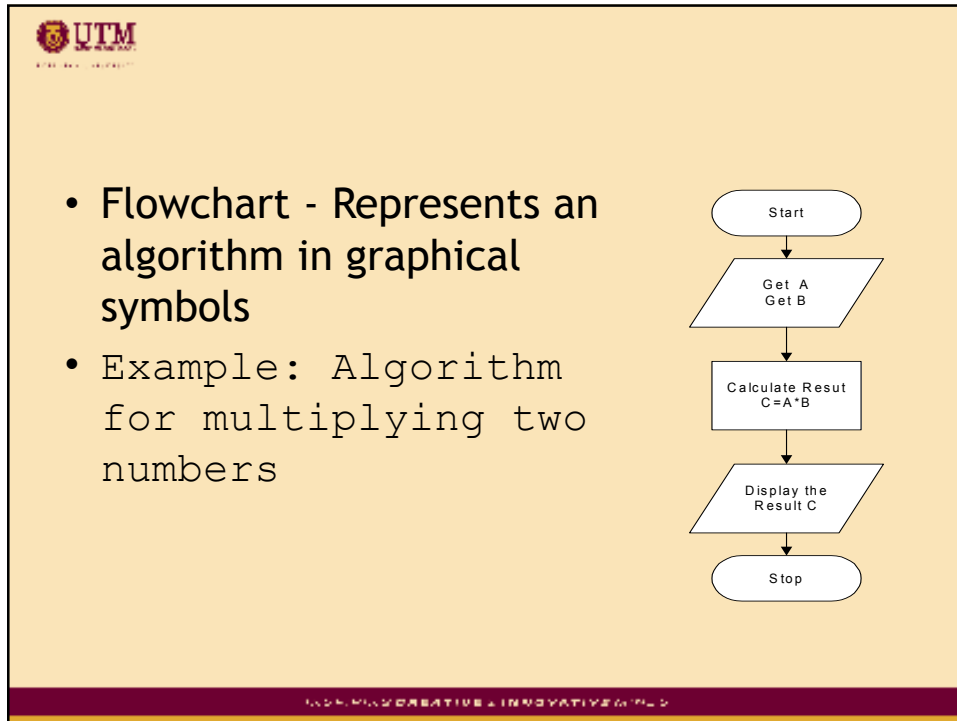 UTM
• Flowchart - Represents an
algorithm in graphical
symbols
• Example: Algorithm
for multiplying two
numbers
Start
Get A
Get B
Calculate Resut
C=A*B
Display the
Result C
Stop